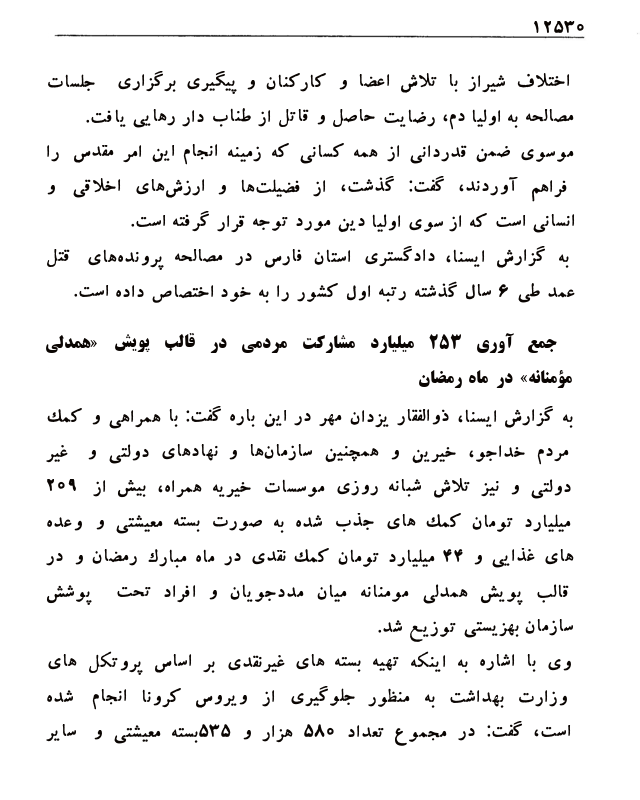 ۱۲۵۳۰
اختلاف شیراز با تلاش اعضا و کارکنان و پیگیری برگزاری جلسات
مصالحه به اولیا دم، رضایت حاصل و قاتل از طناب دار رهایی یافت.
موسوی ضمن قدردانی از همه کسانی که زمینه انجام این امر مقدس را
فراهم آوردند، گفت: گذشت، از فضیلت‌ها و ارزش‌های اخلاقی و
انسانی است که از سوی اولیا دین مورد توجه قرار گرفته است.
به گزارش ایسنا، دادگستری استان فارس در مصالحه پرونده‌های قتل
عمد طی ۶ سال گذشته رتبه اول کشور را به خود اختصاص داده است.
جمع آوری ۲۵۳ میلیارد مشارکت مردمی در قالب پویش «همدلی
مؤمنانه» در ماه رمضان
به گزارش ایسنا، ذوالفقار یزدان مهر در این باره گفت: با همراهی و کمک
مردم خداجو، خیرین و همچنین سازمان‌ها و نهادهای دولتی و غیر
دولتی و نیز تلاش شبانه روزی موسسات خیریه همراه، بیش از ۲۰۹
میلیارد تومان کمک های جذب شده به صورت بسته معیشتی و وعده
های غذایی و ۴۴ میلیارد تومان کمک نقدی در ماه مبارک رمضان و در
قالب پویش همدلی مومنانه میان مددجویان و افراد تحت پوشش
سازمان بهزیستی توزیع شد.
وی با اشاره به اینکه تهیه بسته های غیرنقدی بر اساس پروتکل های
وزارت بهداشت به منظور جلوگیری از ویروس کرونا انجام شده
است، گفت: در مجموع تعداد ۵۸۰ هزار و ۵۳۵بسته معیشتی و سایر